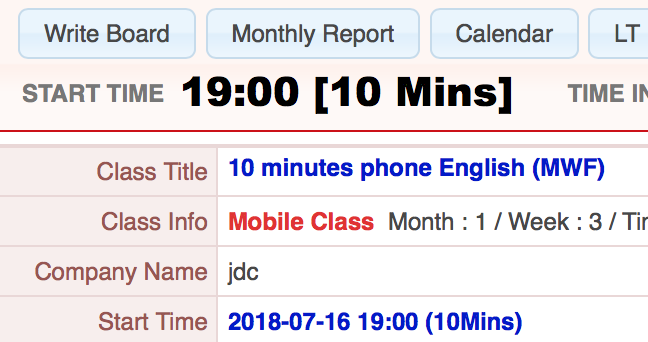 Write Board Monthly Report Calendar LT
START TIME 19:00 [10 Mins] TIME IN
Class Title 10 minutes phone English (MWF)
Class Info Mobile Class Month : 1 / Week : 3 /
Company Name jdc
Start Time 2018-07-16 19:00 (10Mins)